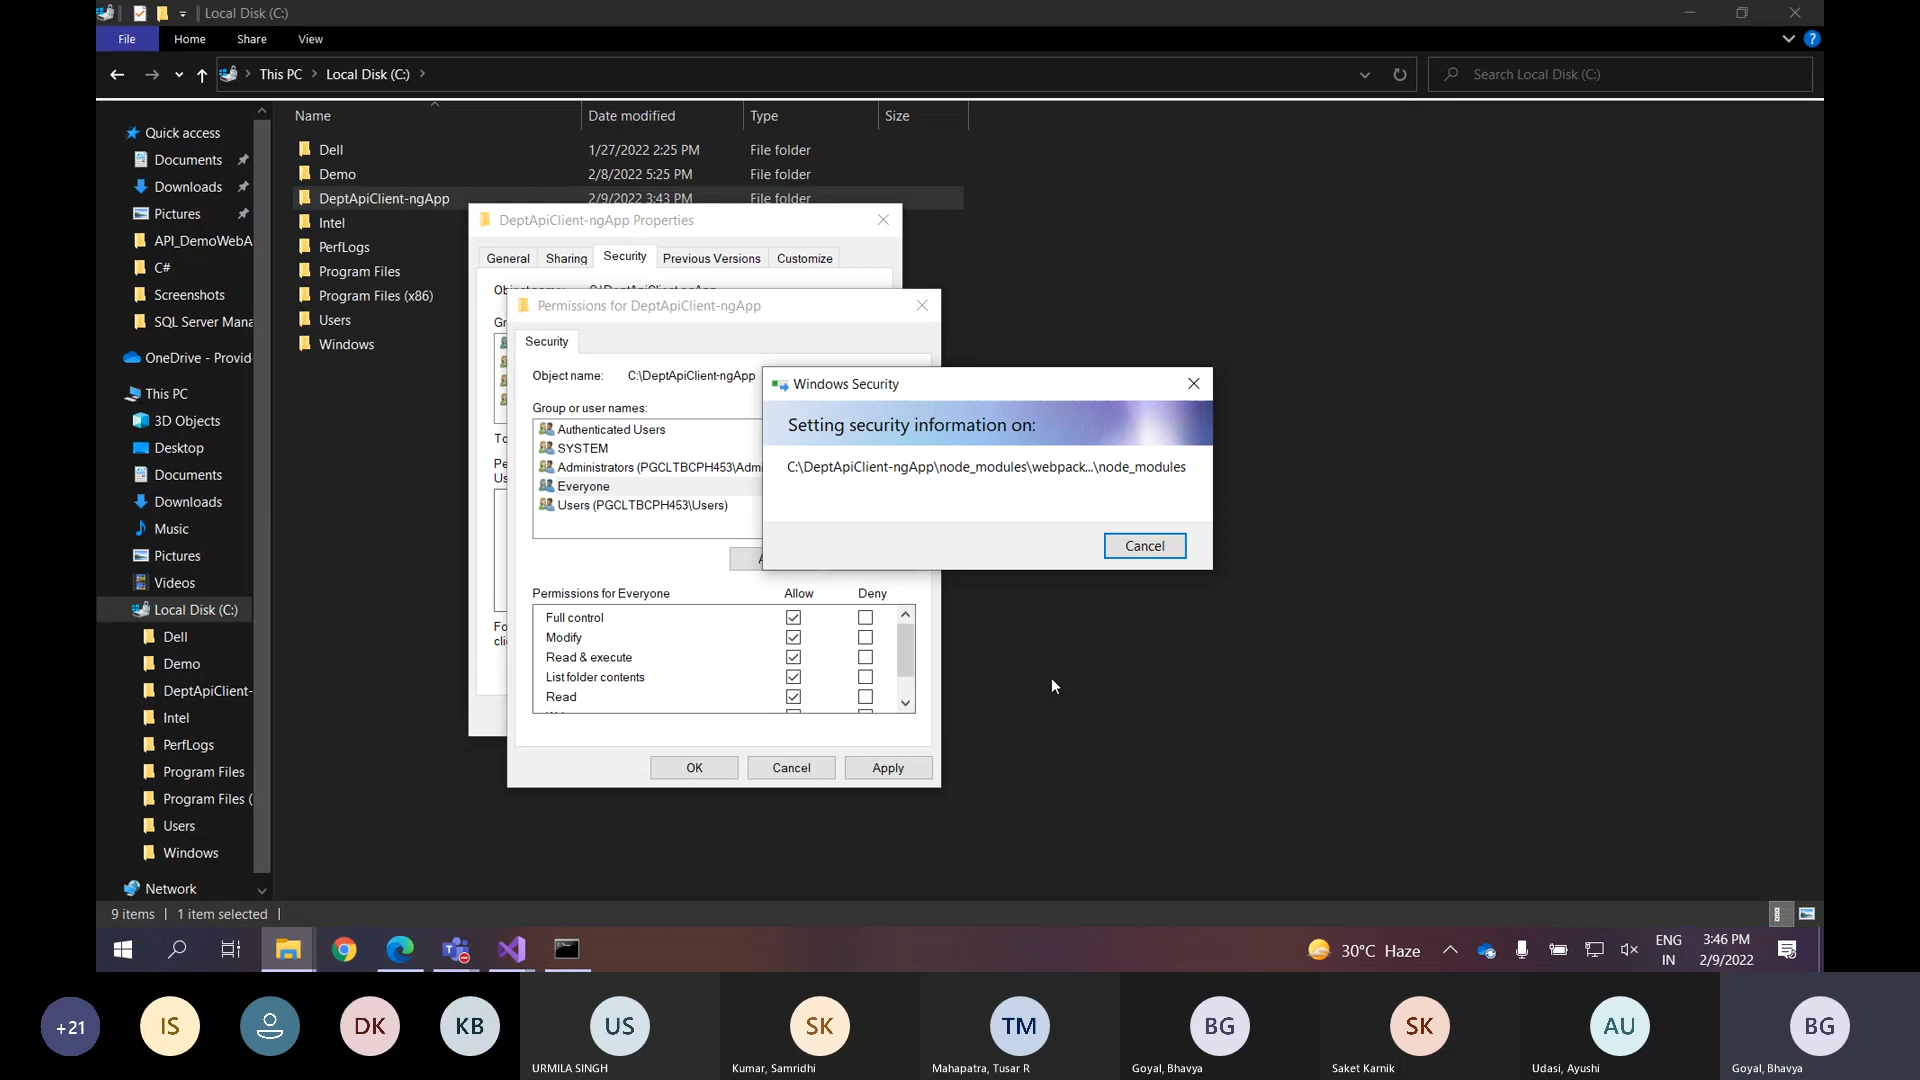 Local Disk (C:)
File
Home
Share
View
This PC
Local Disk (C:)
Search Local Disk (C:)
Name
Date modified
Type
Size
Dell
1/27/2022 2:25 PM
File folder
Demo
2/8/2022 5:25 PM
File folder
DeptApiClient-ngApp
2/9/2022 3:43 PM
File folder
Intel
PerfLogs
Program Files
Program Files (x86)
Users
Windows
Quick access
Documents
Downloads
Pictures
API_DemoWebA
C#
Screenshots
SQL Server Mana
OneDrive - Provid
This PC
3D Objects
Desktop
Documents
Downloads
Music
Pictures
Videos
Local Disk (C:)
Dell
Demo
DeptApiClient-
Intel
PerfLogs
Program Files
Program Files (
Users
Windows
Network
9 items
1 item selected
DeptApiClient-ngApp Properties
General
Sharing
Security
Previous Versions
Customize
Permissions for DeptApiClient-ngApp
Security
Object name: C:\DeptApiClient-ngApp
Group or user names:
Authenticated Users
SYSTEM
Administrators (PGCLTBCPH453\Admi
Everyone
Users (PGCLTBCPH453\Users)
Permissions for Everyone
Allow
Deny
Full control
Modify
Read & execute
List folder contents
Read
OK
Cancel
Apply
Windows Security
Setting security information on:
C:\DeptApiClient-ngApp\node_modules\webpack...\node_modules
Cancel
30°C Haze
ENG
IN
3:46 PM
2/9/2022
+21
IS
DK
KB
US
URMILA SINGH
SK
Kumar, Samridhi
TM
Mahapatra, Tusar R
BG
Goyal, Bhavya
SK
Saket Karnik
AU
Udasi, Ayushi
BG
Goyal, Bhavya